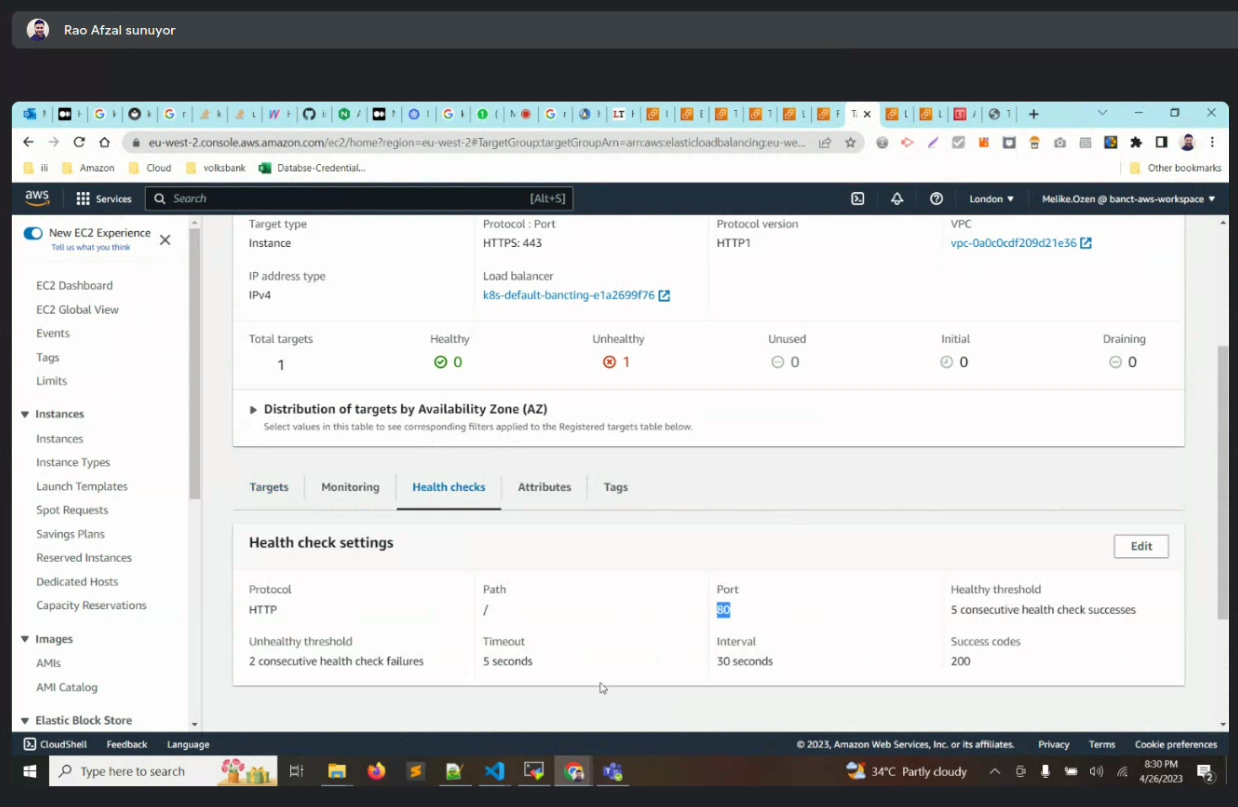 Rao Afzal sunuyor
eu-west-2.console.aws.amazon.com/ec2/home?region=eu-west-2#TargetGroup:targetGroupArn=arn:aws:elasticloadbalancing:eu-we...
ili Amazon Cloud volksbank Databse-Credential... Other bookmarks
aws Services Search [Alt+S] London Melike.Ozen @ banct-aws-workspace
New EC2 Experience
Tell us what you think
EC2 Dashboard
EC2 Global View
Events
Tags
Limits
Instances
Instances
Instance Types
Launch Templates
Spot Requests
Savings Plans
Reserved Instances
Dedicated Hosts
Capacity Reservations
Images
AMIs
AMI Catalog
Elastic Block Store
Target type Protocol : Port Protocol version VPC
Instance HTTPS: 443 HTTP1 vpc-0a0c0cdf209d21e36
IP address type Load balancer
IPv4 k8s-default-bancting-e1a2699f76
Total targets Healthy Unhealthy Unused Initial Draining
1 0 1 0 0 0
Distribution of targets by Availability Zone (AZ)
Select values in this table to see corresponding filters applied to the Registered targets table below.
Targets Monitoring Health checks Attributes Tags
Health check settings Edit
Protocol Path Port Healthy threshold
HTTP / 80 5 consecutive health check successes
Unhealthy threshold Timeout Interval Success codes
2 consecutive health check failures 5 seconds 30 seconds 200
CloudShell Feedback Language © 2023, Amazon Web Services, Inc. or its affiliates. Privacy Terms Cookie preferences
Type here to search 34°C Partly cloudy 8:30 PM
4/26/2023 2